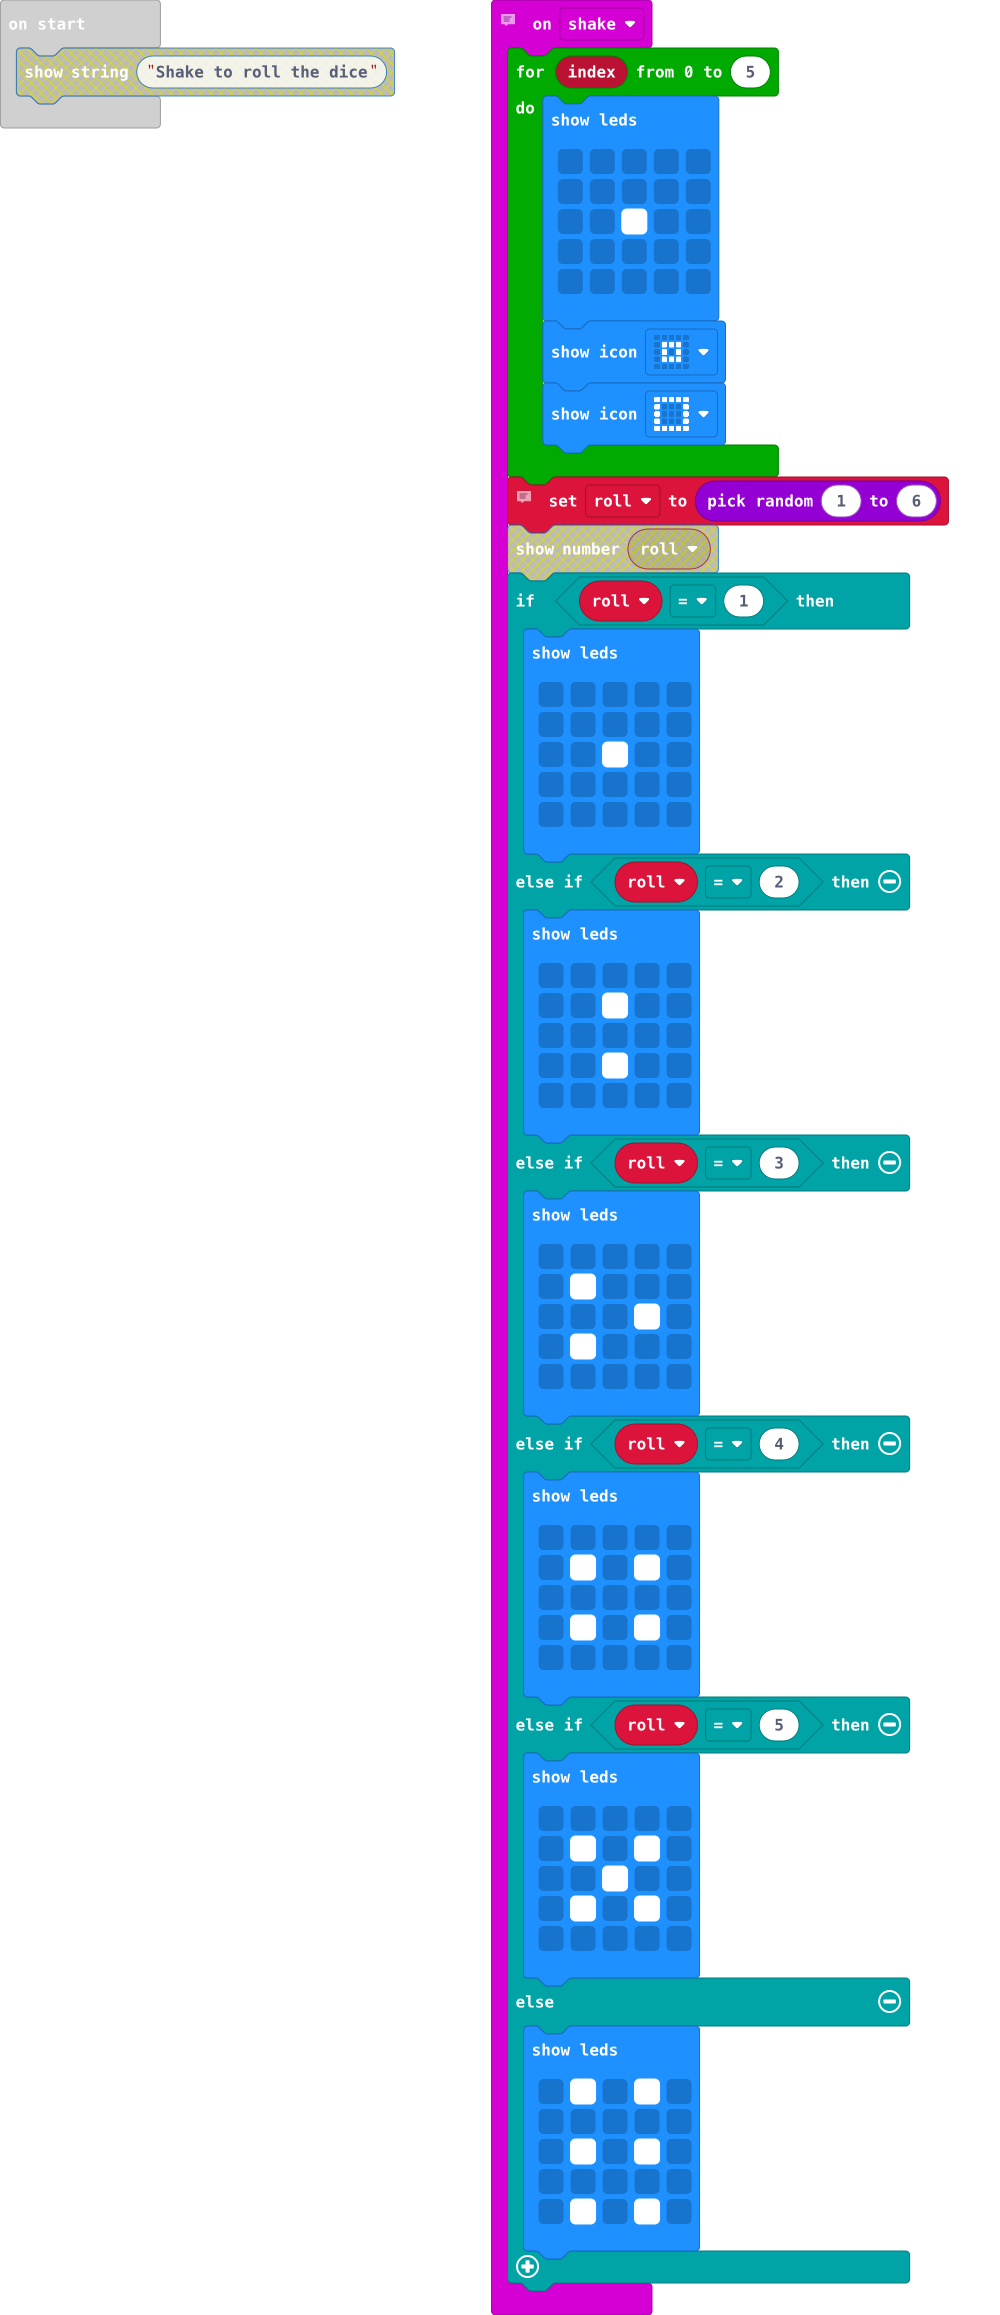 on start
show string "Shake to roll the dice"
on shake
for index from 0 to 5
do
show leds
show icon
show icon
set roll to pick random 1 to 6
show number roll
if roll = 1 then
show leds
else if roll = 2 then
show leds
else if roll = 3 then
show leds
else if roll = 4 then
show leds
else if roll = 5 then
show leds
else
show leds